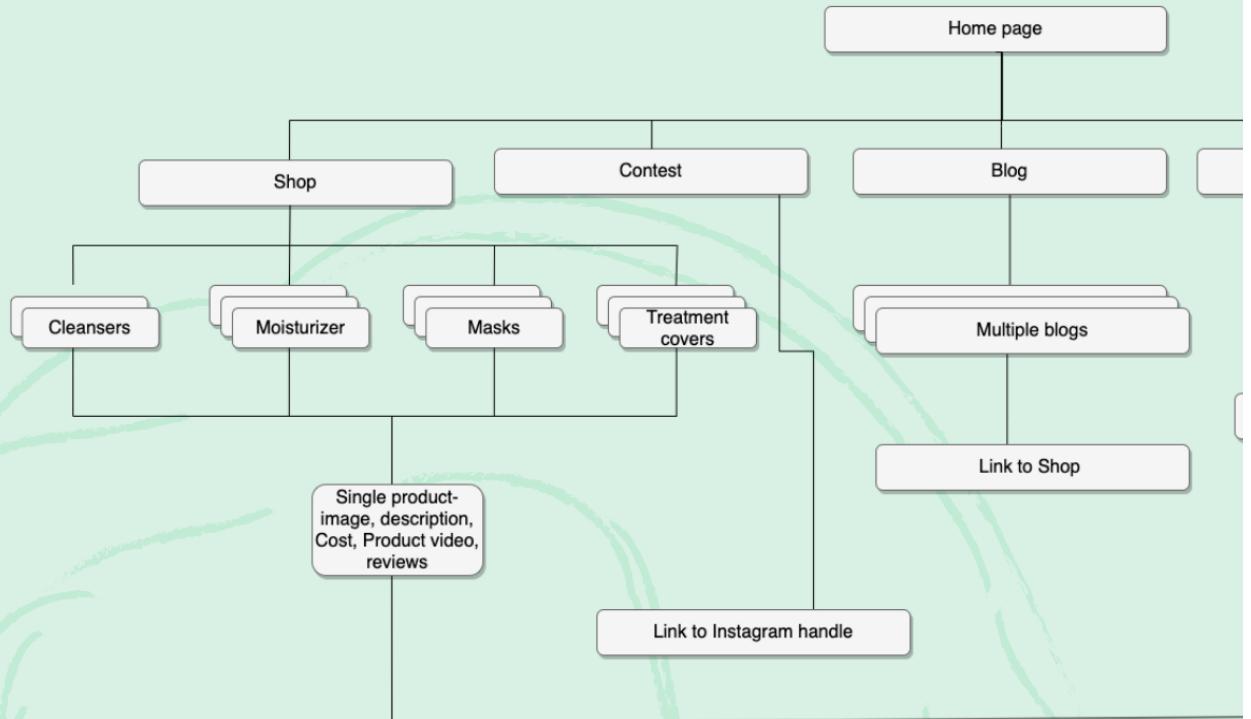 Home page
Shop
Contest
Blog
Cleansers
Moisturizer
Masks
Treatment
covers
Multiple blogs
Link to Shop
Single product-
image, description,
Cost, Product video,
reviews
Link to Instagram handle